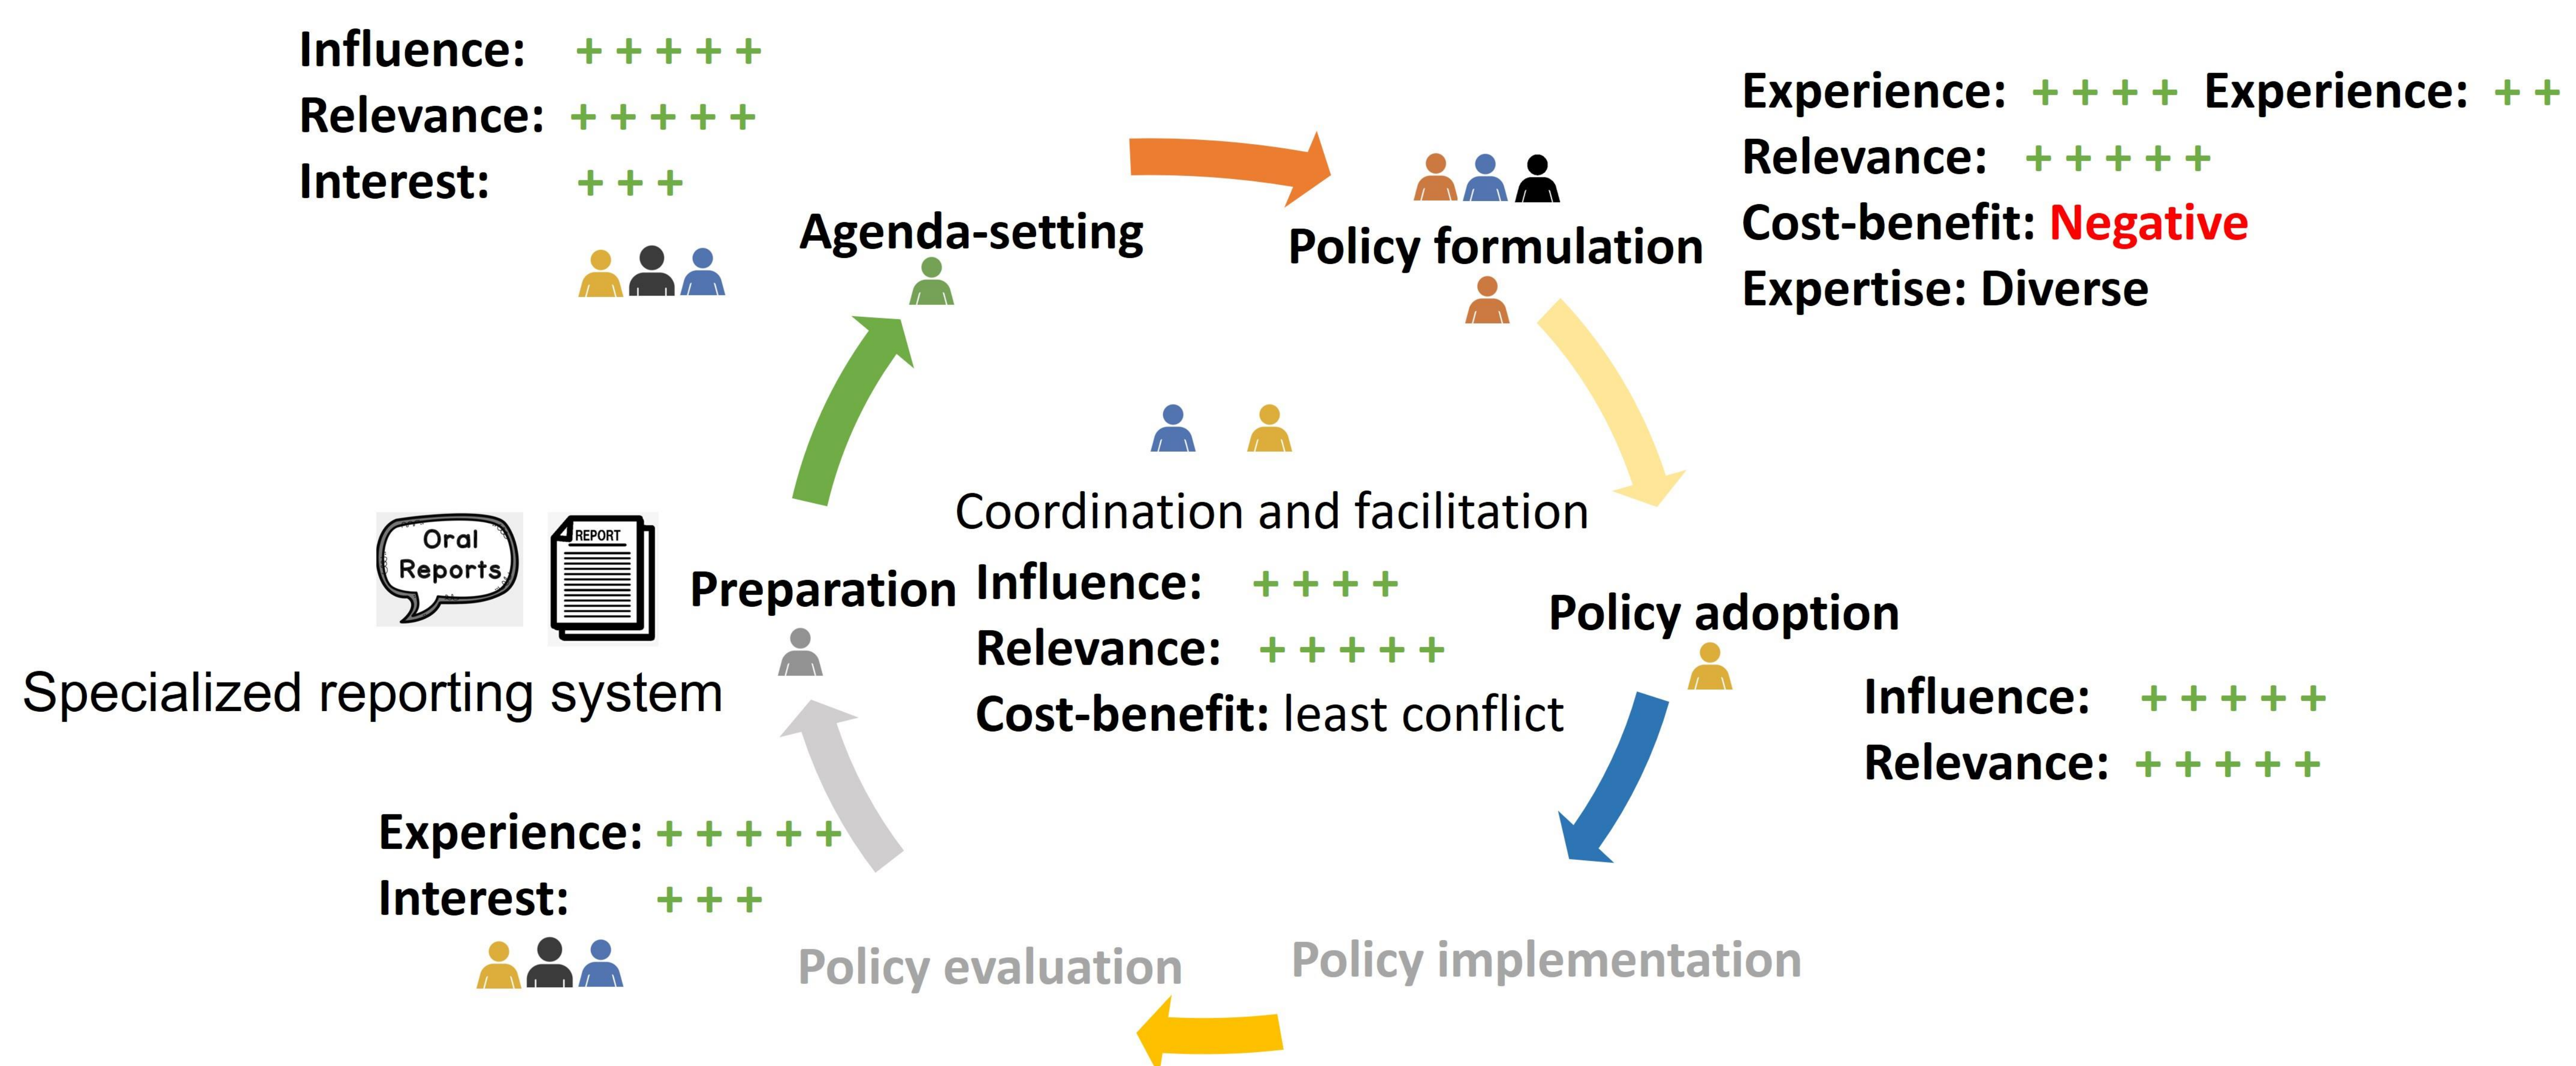 Influence: + + + + +
Relevance: + + + + +
Interest: + + +
Agenda-setting
Policy formulation
Experience: + + + + Experience: + +
Relevance: + + + + +
Cost-benefit: Negative
Expertise: Diverse
Coordination and facilitation
Influence: + + + +
Relevance: + + + + +
Cost-benefit: least conflict
Oral
Reports
REPORT
Preparation
Specialized reporting system
Policy adoption
Influence: + + + + +
Relevance: + + + + +
Experience: + + + + +
Interest: + + +
Policy evaluation
Policy implementation